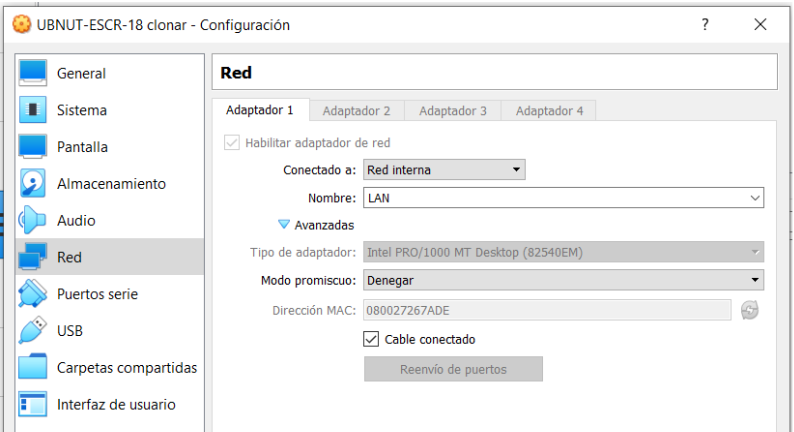 UBNUT-ESCR-18 clonar - Configuración ?
General
Sistema
Pantalla
Almacenamiento
Audio
Red
Puertos serie
USB
Carpetas compartidas
Interfaz de usuario
Red
Adaptador 1 Adaptador 2 Adaptador 3 Adaptador 4
Habilitar adaptador de red
Conectado a: Red interna
Nombre: LAN
Avanzadas
Tipo de adaptador: Intel PRO/1000 MT Desktop (82540EM)
Modo promiscuo: Denegar
Dirección MAC: 080027267ADE
Cable conectado
Reenvío de puertos